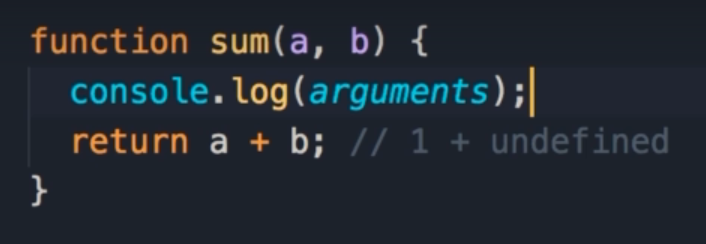 function sum(a, b) {
  console.log(arguments);
  return a + b; // 1 + undefined
}